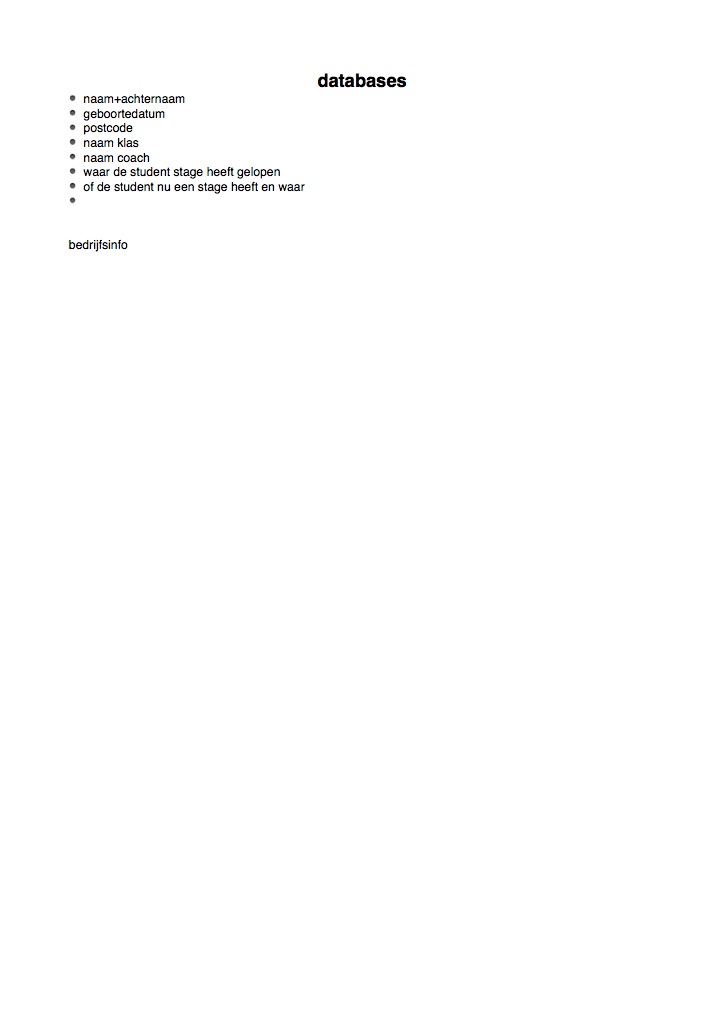 databases
• naam+achternaam
• geboortedatum
• postcode
• naam klas
• naam coach
• waar de student stage heeft gelopen
• of de student nu een stage heeft en waar
•
bedrijfsinfo